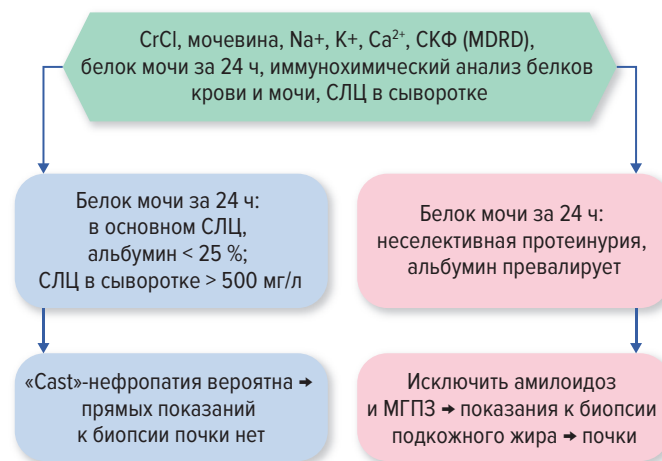 CrCl, мочевина, Na+, K+, Ca²⁺, СКФ (MDRD),
белок мочи за 24 ч, иммунохимический анализ белков
крови и мочи, СЛЦ в сыворотке
Белок мочи за 24 ч:
в основном СЛЦ,
альбумин < 25 %;
СЛЦ в сыворотке > 500 мг/л
Белок мочи за 24 ч:
неселективная протеинурия,
альбумин превалирует
«Cast»-нефропатия вероятна →
прямых показаний
к биопсии почки нет
Исключить амилоидоз
и МГПЗ → показания к биопсии
подкожного жира → почки